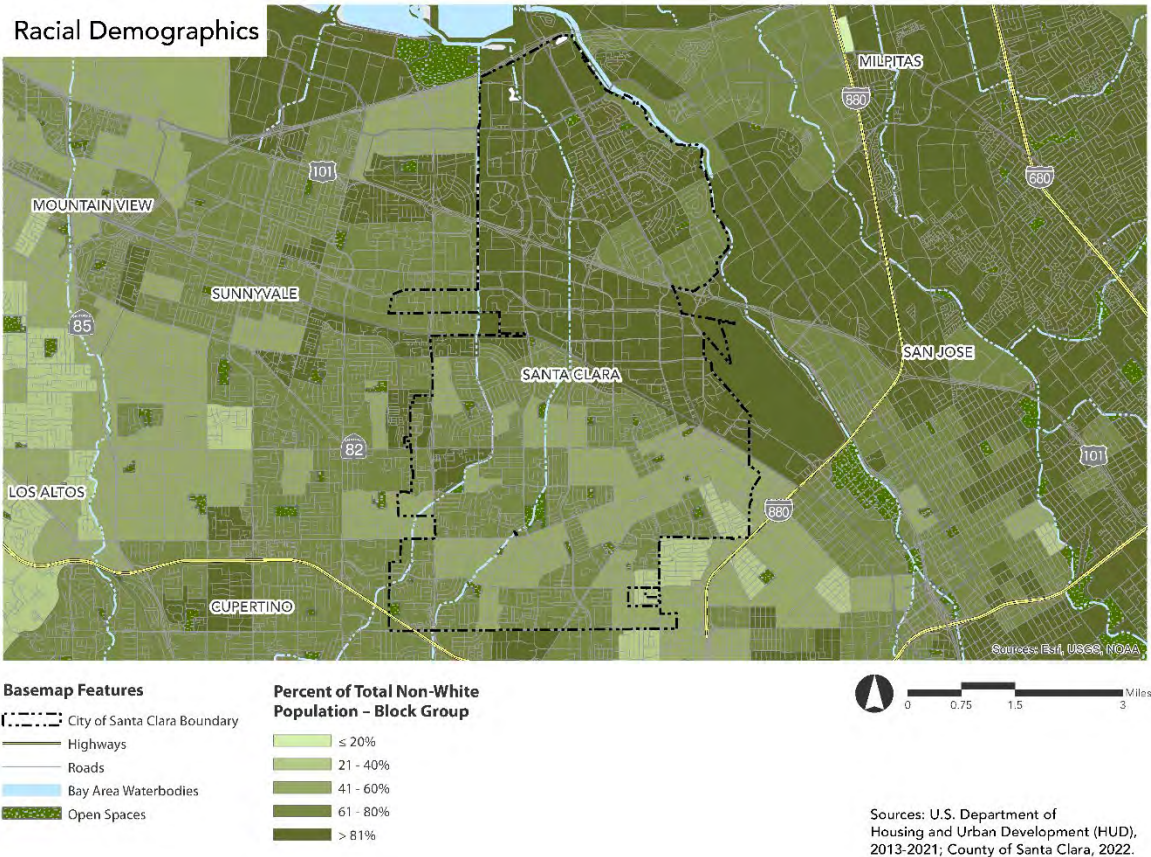 Racial Demographics
MILPITAS
880
101
680
MOUNTAIN VIEW
SUNNYVALE
85
SAN JOSE
SANTA CLARA
82
101
LOS ALTOS
880
CUPERTINO
Sources: Esri, USGS, NOAA
Basemap Features
City of Santa Clara Boundary
Highways
Roads
Bay Area Waterbodies
Open Spaces
Percent of Total Non-White
Population – Block Group
≤ 20%
21 - 40%
41 - 60%
61 - 80%
> 81%
Miles
0 0.75 1.5 3
Sources: U.S. Department of
Housing and Urban Development (HUD),
2013-2021; County of Santa Clara, 2022.